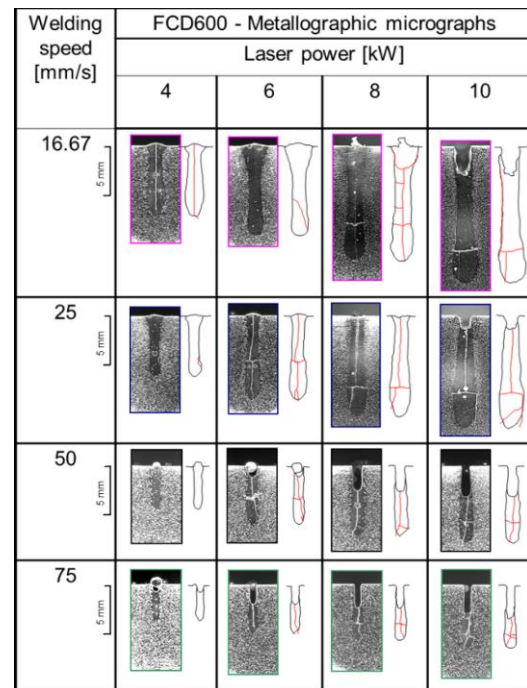 Welding
speed
[mm/s]
FCD600 - Metallographic micrographs
Laser power [kW]
4 6 8 10
16.67
5 mm
25
5 mm
50
5 mm
75
5 mm